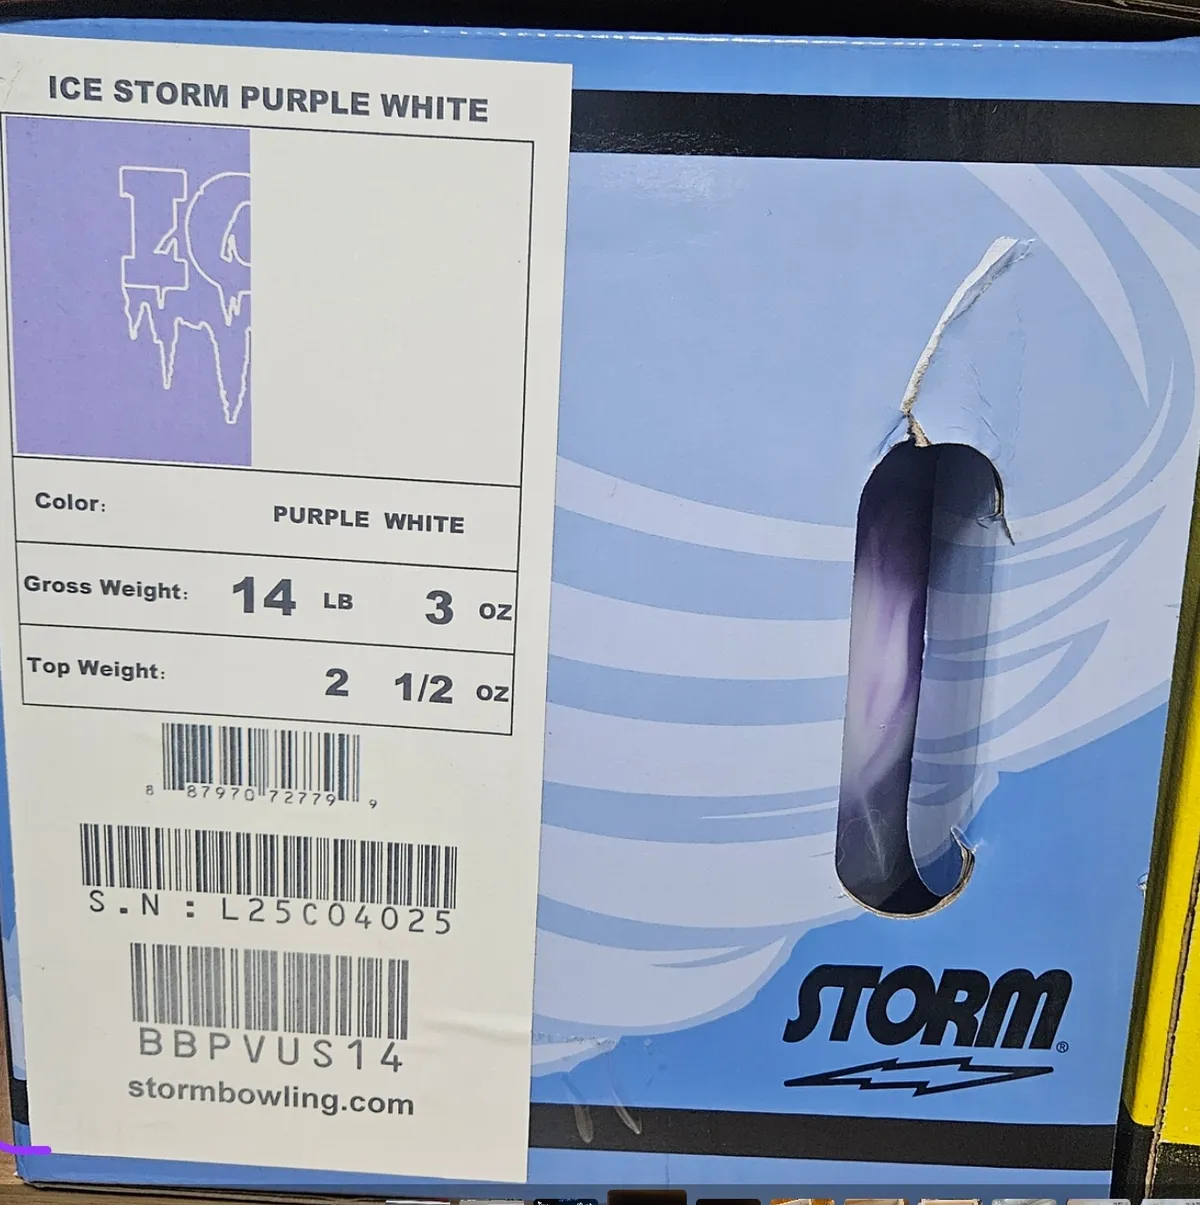 ICE STORM PURPLE WHITE
IC
Color: PURPLE WHITE
Gross Weight: 14 LB 3 OZ
Top Weight: 2 1/2 OZ
8 87970 72779 9
S.N: L25C04025
BBPVUS14
stormbowling.com
STORM®